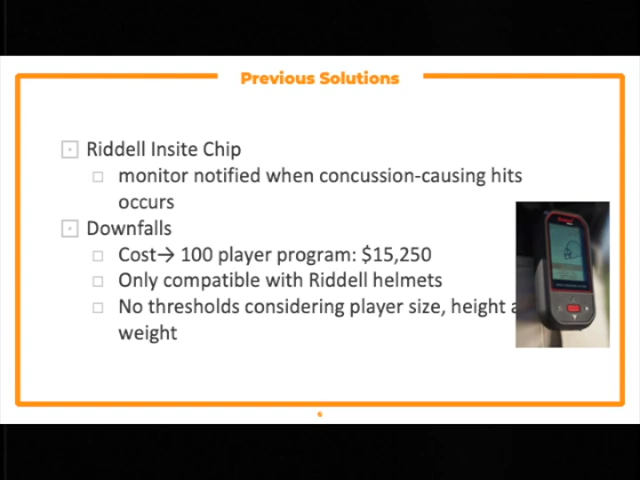 Previous Solutions
Riddell Insite Chip
monitor notified when concussion-causing hits
occurs
Downfalls
Cost→ 100 player program: $15,250
Only compatible with Riddell helmets
No thresholds considering player size, height a
weight